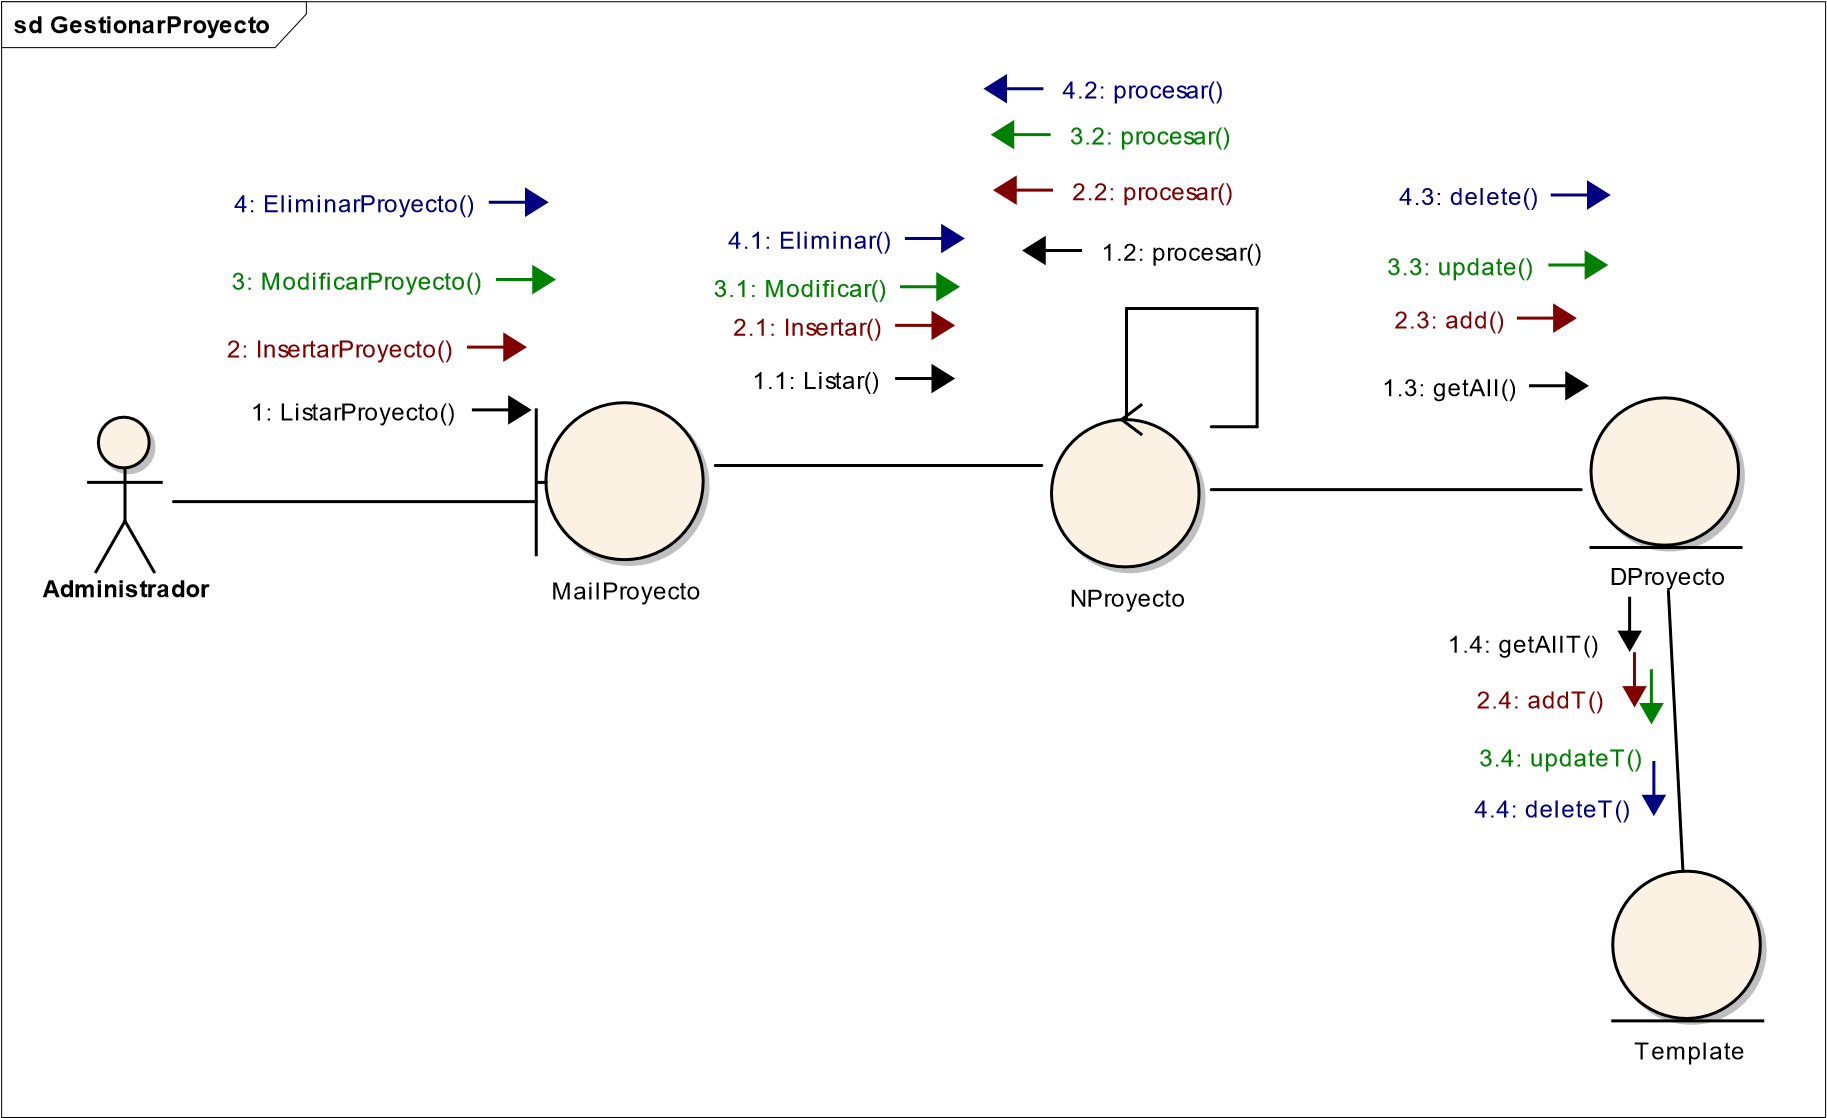 sd GestionarProyecto
4.2: procesar()
3.2: procesar()
2.2: procesar()
1.2: procesar()
4: EliminarProyecto()
3: ModificarProyecto()
2: InsertarProyecto()
1: ListarProyecto()
4.1: Eliminar()
3.1: Modificar()
2.1: Insertar()
1.1: Listar()
4.3: delete()
3.3: update()
2.3: add()
1.3: getAll()
Administrador
MailProyecto
NProyecto
DProyecto
1.4: getAllT()
2.4: addT()
3.4: updateT()
4.4: deleteT()
Template